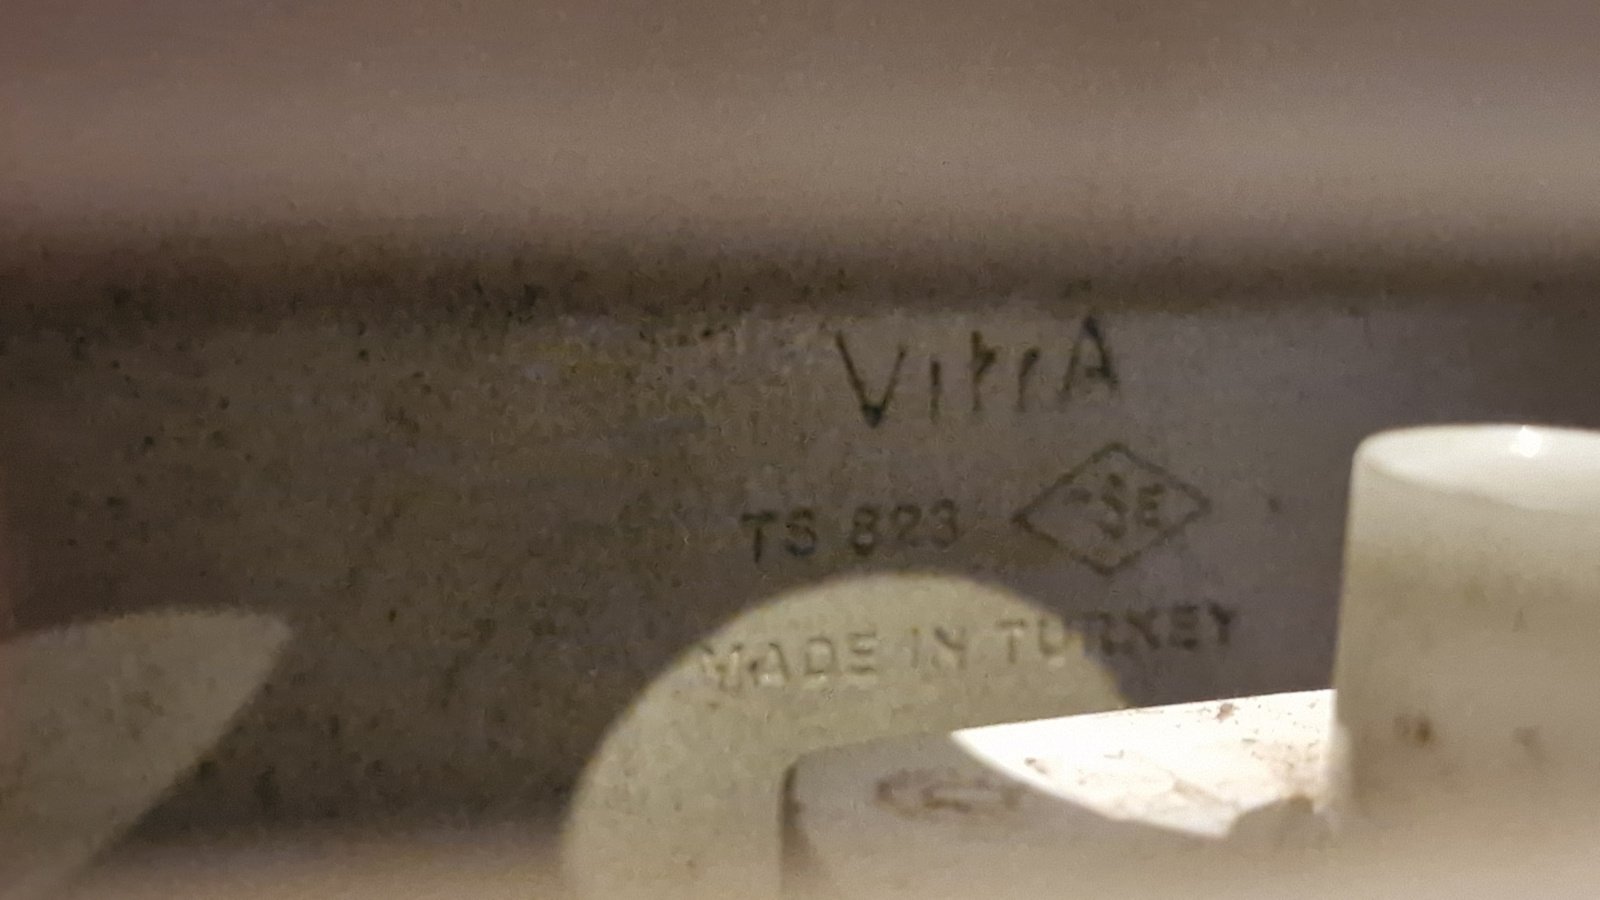 VitrA
TS 823 TSE
MADE IN TURKEY